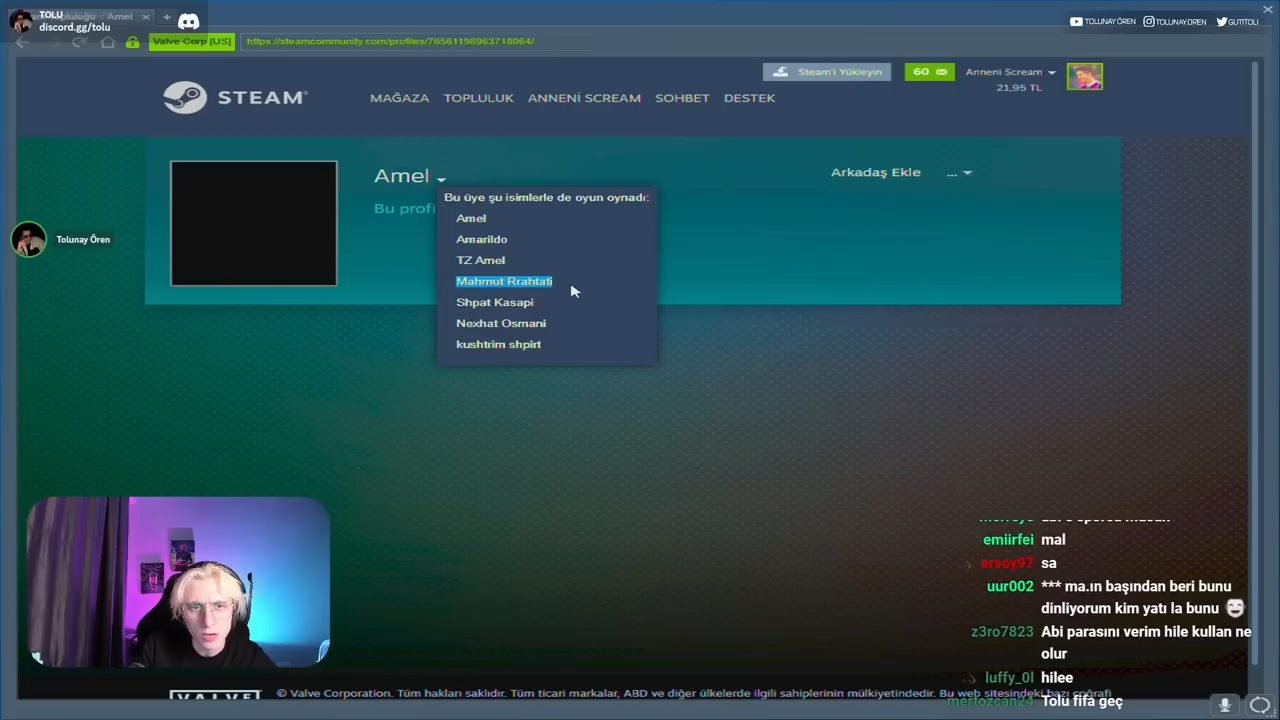 TOLU
discord.gg/tolu
Amel
TOLUNAY ÖREN
TOLUNAY.OREN
GUTITOLI
Valve Corp [US]
https://steamcommunity.com/profiles/76561198963718064/
Steam'i Yükleyin
60
Anneni Scream
21,95 TL
STEAM
MAĞAZA TOPLULUK ANNENİ SCREAM SOHBET DESTEK
Amel
Arkadaş Ekle ...
Bu profi
Bu üye şu isimlerle de oyun oynadı:
Amel
Amarildo
TZ Amel
Mahmut Rrahtati
Shpat Kasapi
Nexhat Osmani
kushtrim shpirt
Tolunay Ören
emiirfei mal
ersoy97 sa
uur002 *** ma.ın başından beri bunu
dinliyorum kim yatı la bunu
z3ro7823 Abi parasını verim hile kullan ne
olur
luffy_0l hilee
mertozcan24 Tolu fifa geç
VALVE
© Valve Corporation. Tüm hakları saklıdır. Tüm ticari markalar, ABD ve diğer ülkelerde ilgili sahiplerinin mülkiyetindedir. Bu web sitesindeki bazı coğrafi